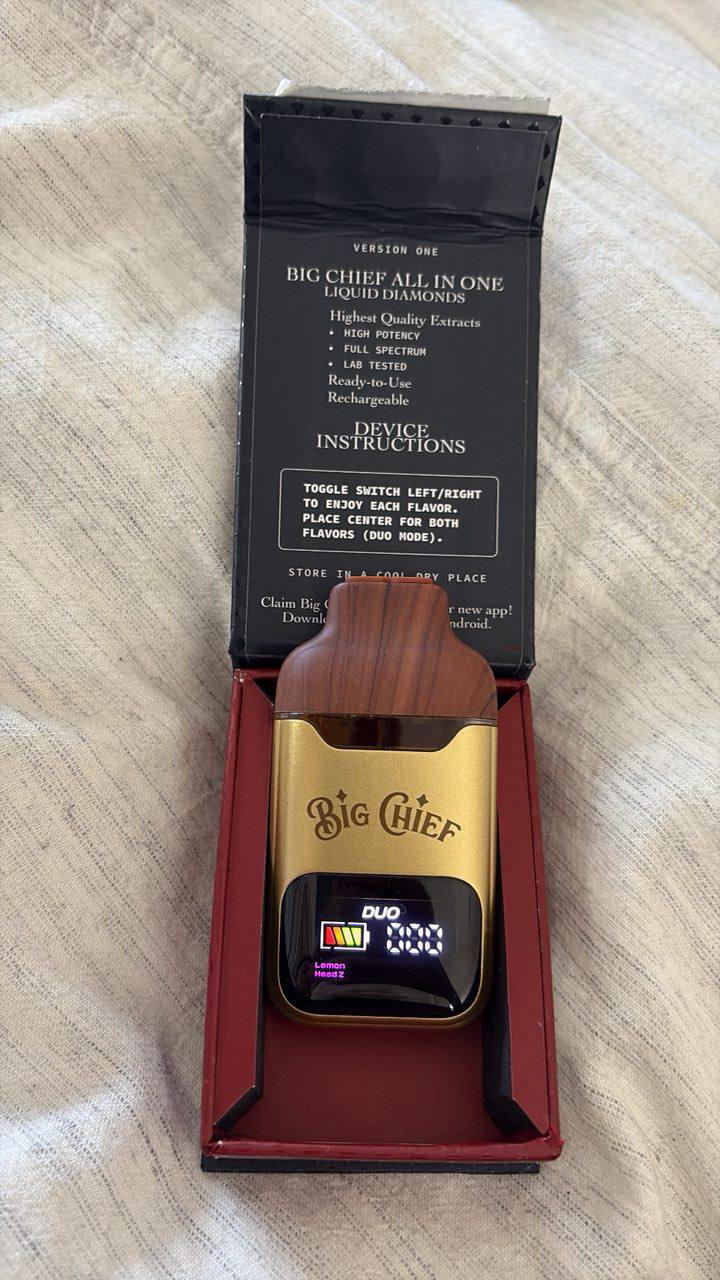 VERSION ONE
BIG CHIEF ALL IN ONE
LIQUID DIAMONDS
Highest Quality Extracts
• HIGH POTENCY
• FULL SPECTRUM
• LAB TESTED
Ready-to-Use
Rechargeable
DEVICE
INSTRUCTIONS
TOGGLE SWITCH LEFT/RIGHT
TO ENJOY EACH FLAVOR.
PLACE CENTER FOR BOTH
FLAVORS (DUO MODE).
STORE IN A COOL DRY PLACE
Claim Big new app!
BIG CHIEF
DUO
000
Lemon
Head Z